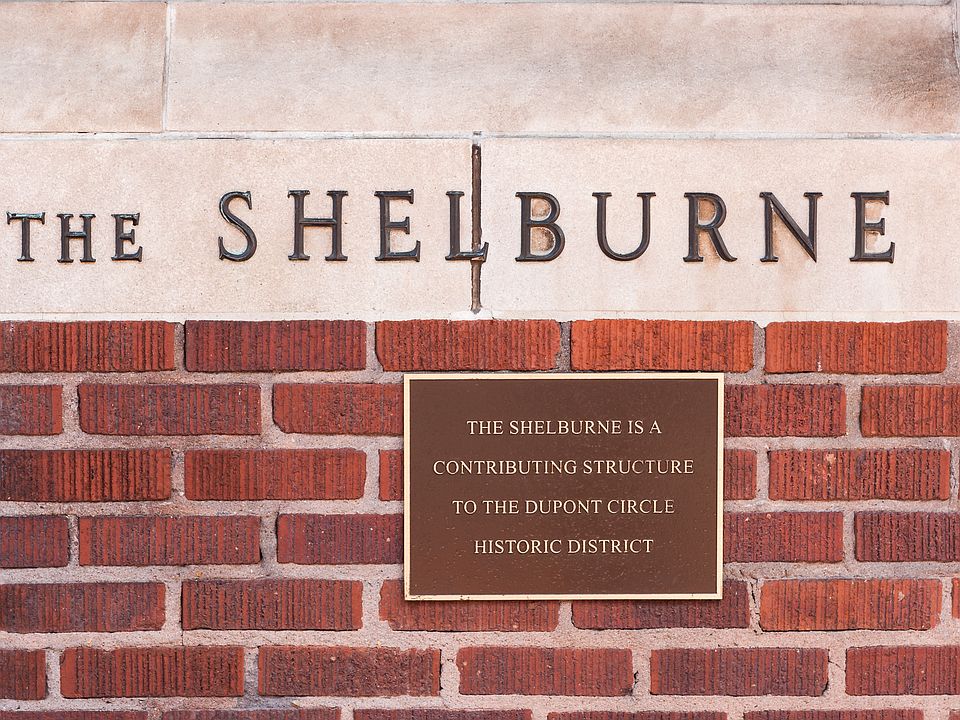 THE SHELBURNE
THE SHELBURNE IS A
CONTRIBUTING STRUCTURE
TO THE DUPONT CIRCLE
HISTORIC DISTRICT